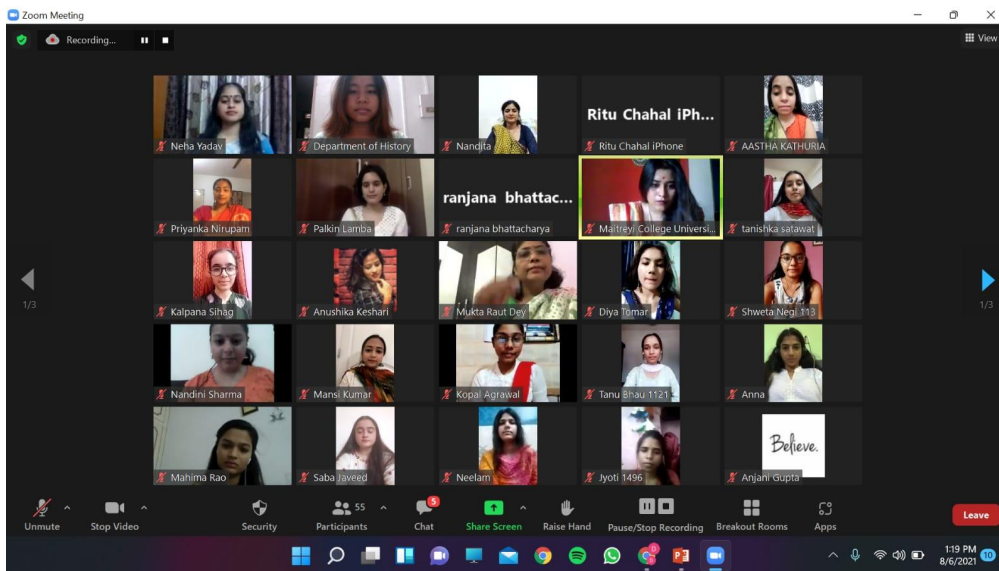 Zoom Meeting
Recording...
View
Neha Yadav
Department of History
Nandita
Ritu Chahal iPh...
Ritu Chahal iPhone
AASTHA KATHURIA
Priyanka Nirupam
Palkin Lamba
ranjana bhattac...
ranjana bhattacharya
Maitreyi College Universi...
tanishka satawat
1/3
1/3
Kalpana Sihag
Anushika Keshari
Mukta Raut Dey
Diya Tomar
Shweta Negi 113
Nandini Sharma
Mansi Kumar
Kopal Agrawal
Tanu Bhau 1121
Anna
Mahima Rao
Saba Javeed
Neelam
Jyoti 1496
Believe.
Anjani Gupta
Unmute
Stop Video
Security
55
Participants
5
Chat
Share Screen
Raise Hand
Pause/Stop Recording
Breakout Rooms
Apps
Leave
1:19 PM
8/6/2021
10